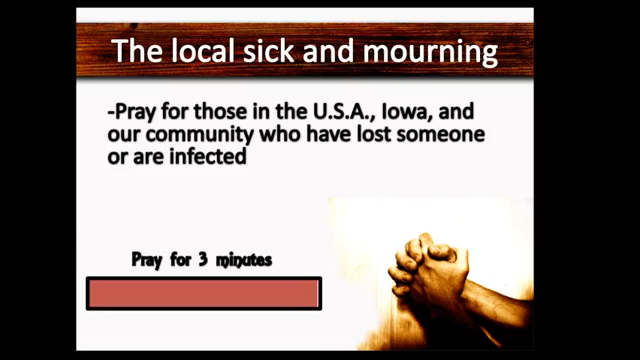 The local sick and mourning
-Pray for those in the U.S.A., Iowa, and
our community who have lost someone
or are infected
Pray for 3 minutes